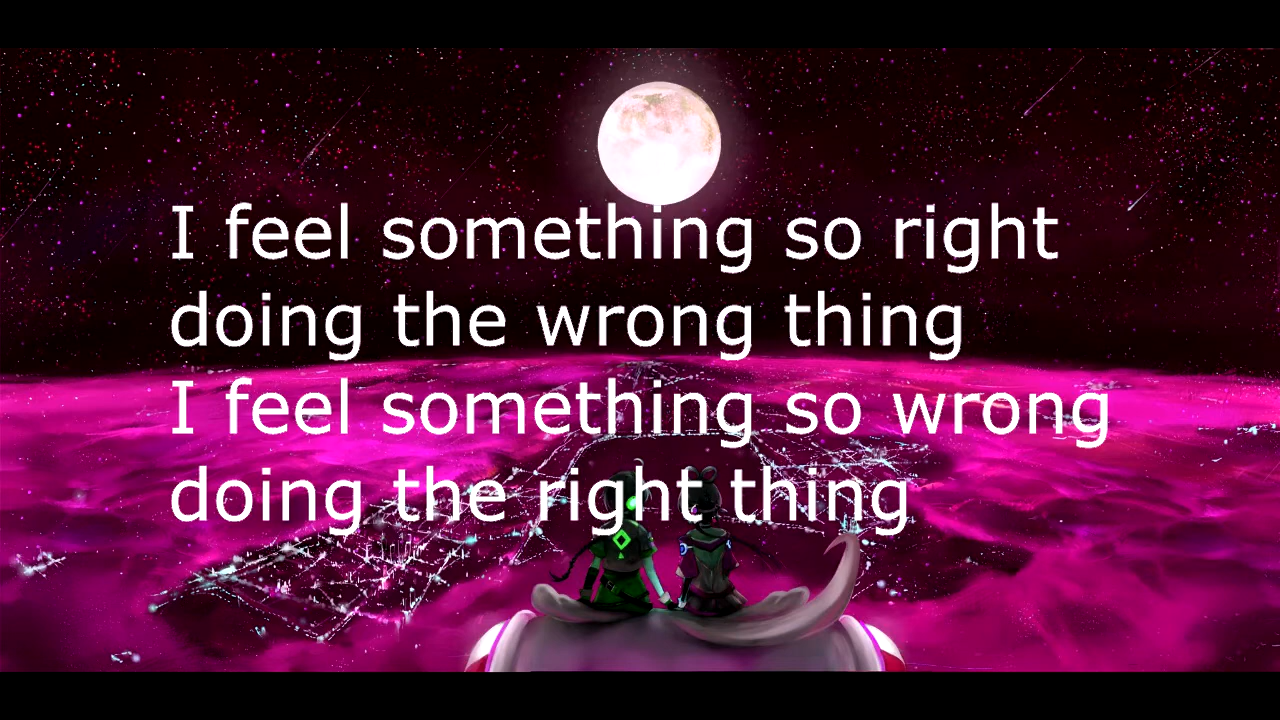 I feel something so right
doing the wrong thing
I feel something so wrong
doing the right thing